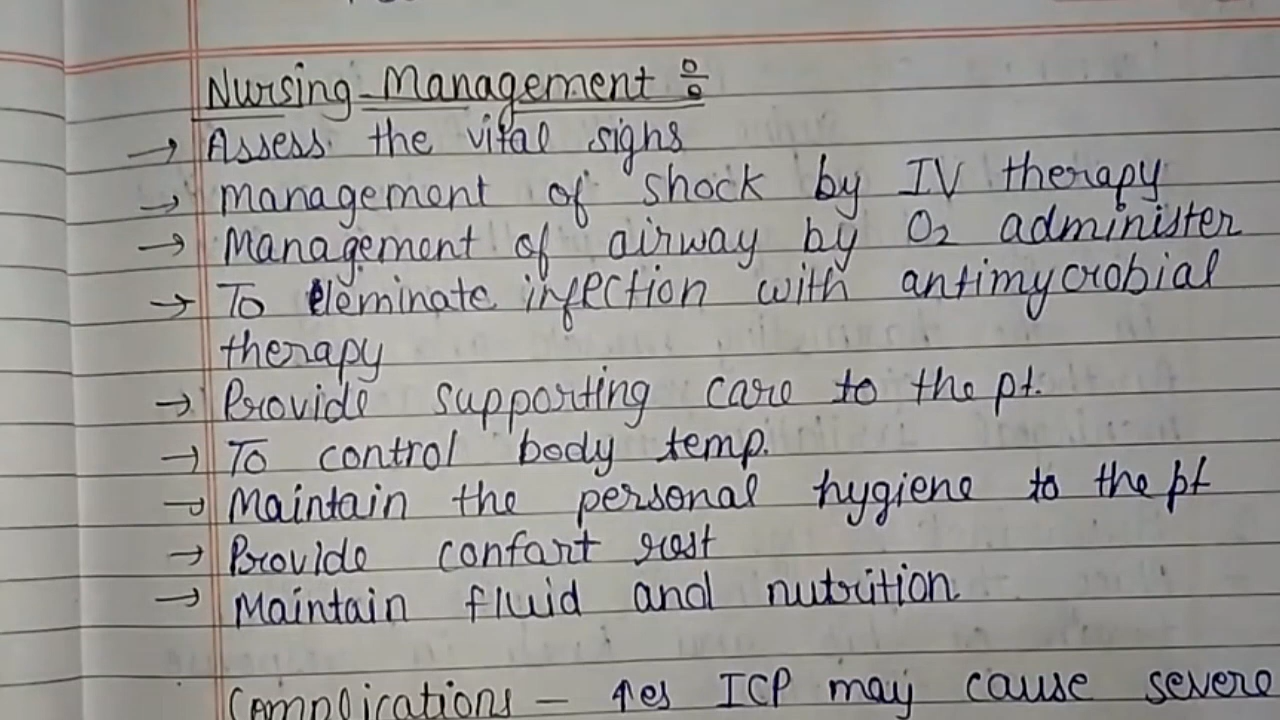 Nursing Management :
→ Assess the vital signs
→ Management of shock by IV therapy
→ Management of airway by O₂ administer
→ To eleminate infection with antimycrobial
therapy
→ Provide supporting care to the pt.
→ To control body temp.
→ Maintain the personal hygiene to the pt
→ Provide confart rest
→ Maintain fluid and nutrition
Complications - ↑es ICP may cause severe